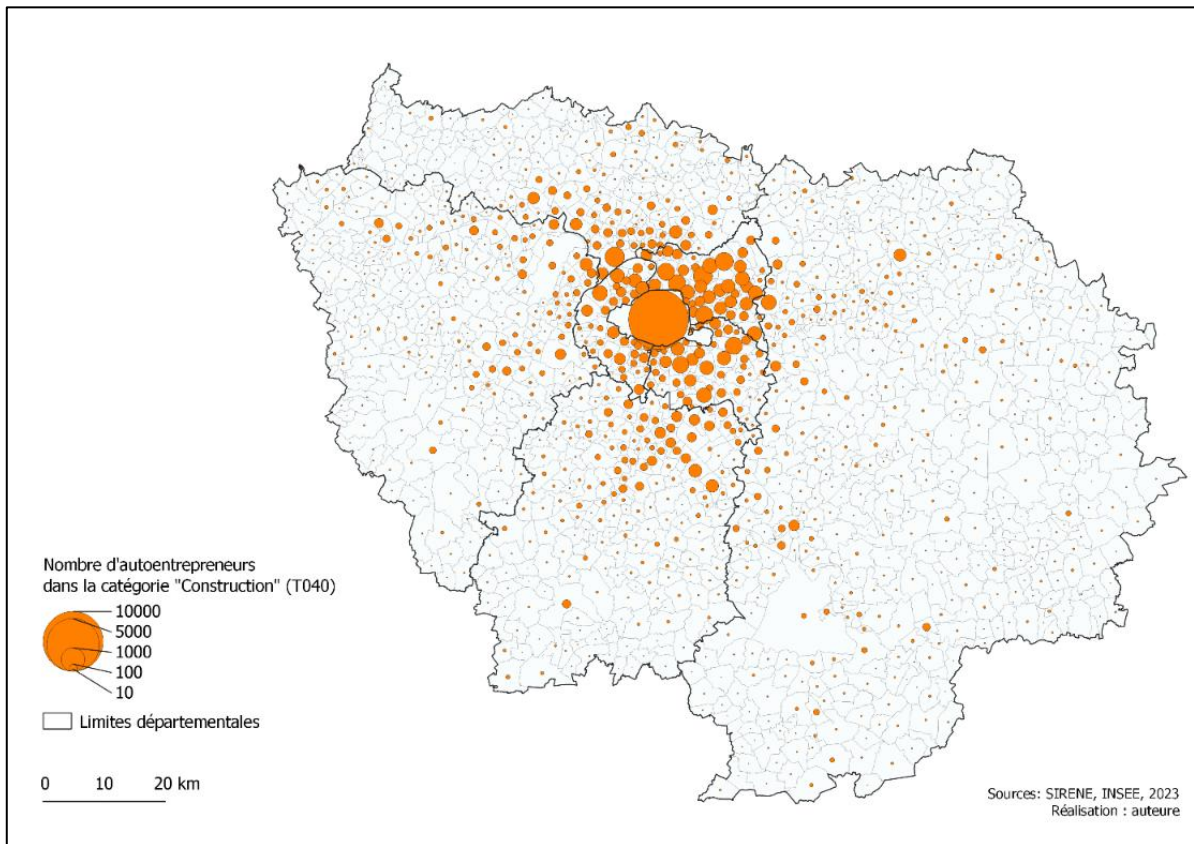 Nombre d'autoentrepreneurs
dans la catégorie "Construction" (T040)
10000
5000
1000
100
10
Limites départementales
0 10 20 km
Sources: SIRENE, INSEE, 2023
Réalisation : auteure